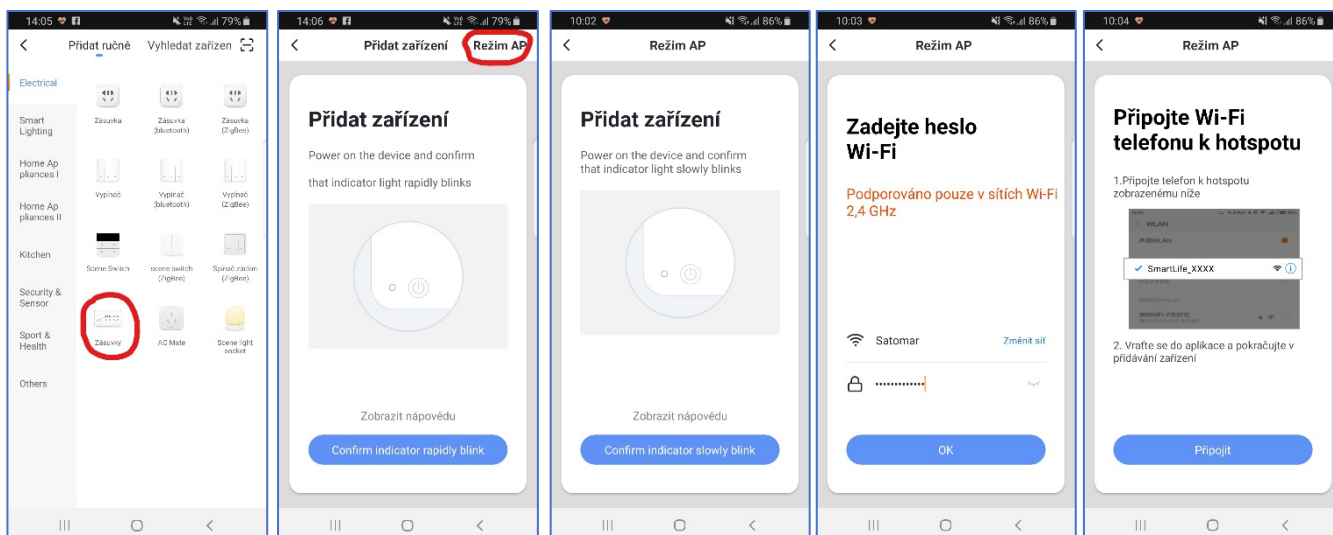 14:05
79%
Přidat ručně Vyhledat zařízen
Electrical
Zásuvka
Zásuvka (bluetooth)
Zásuvka (ZigBee)
Smart Lighting
Home Ap pliances I
Vypínač
Vypínač (bluetooth)
Vypínač (ZigBee)
Home Ap pliances II
Kitchen
Scene Switch
scene switch (ZigBee)
Spínač záclon (ZigBee)
Security & Sensor
Sport & Health
Zásuvky
AC Mate
Scene light socket
Others
14:06
79%
Přidat zařízení Režim AP
Přidat zařízení
Power on the device and confirm
that indicator light rapidly blinks
Zobrazit nápovědu
Confirm indicator rapidly blink
10:02
86%
Režim AP
Přidat zařízení
Power on the device and confirm
that indicator light slowly blinks
Zobrazit nápovědu
Confirm indicator slowly blink
10:03
86%
Režim AP
Zadejte heslo
Wi-Fi
Podporováno pouze v sítích Wi-Fi
2,4 GHz
Satomar Změnit síť
OK
10:04
86%
Režim AP
Připojte Wi-Fi
telefonu k hotspotu
1.Připojte telefon k hotspotu
zobrazenému níže
WLAN
SmartLife_XXXX
2. Vraťte se do aplikace a pokračujte v
přidávání zařízení
Připojit